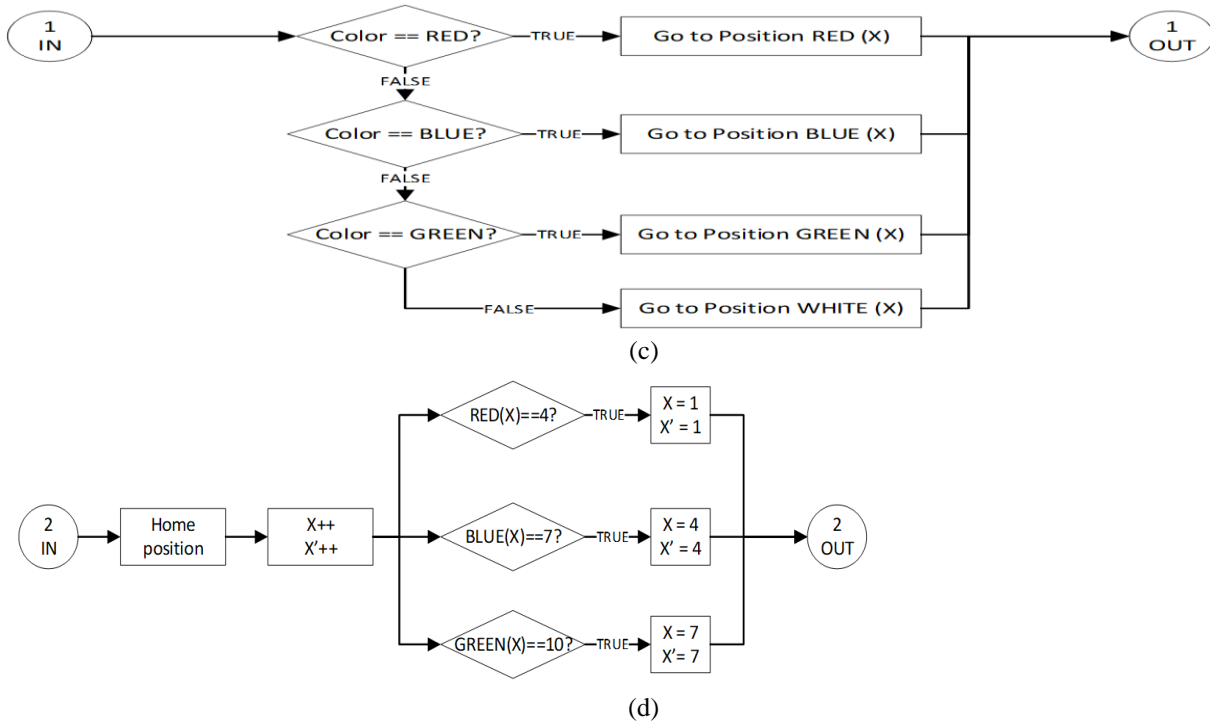 1
IN
Color == RED?
TRUE
Go to Position RED (X)
1
OUT
FALSE
Color == BLUE?
TRUE
Go to Position BLUE (X)
FALSE
Color == GREEN?
TRUE
Go to Position GREEN (X)
FALSE
Go to Position WHITE (X)
(c)
RED(X)==4?
TRUE
X = 1
X' = 1
2
IN
Home
position
X++
X'++
BLUE(X)==7?
TRUE
X = 4
X' = 4
2
OUT
GREEN(X)==10?
TRUE
X = 7
X' = 7
(d)